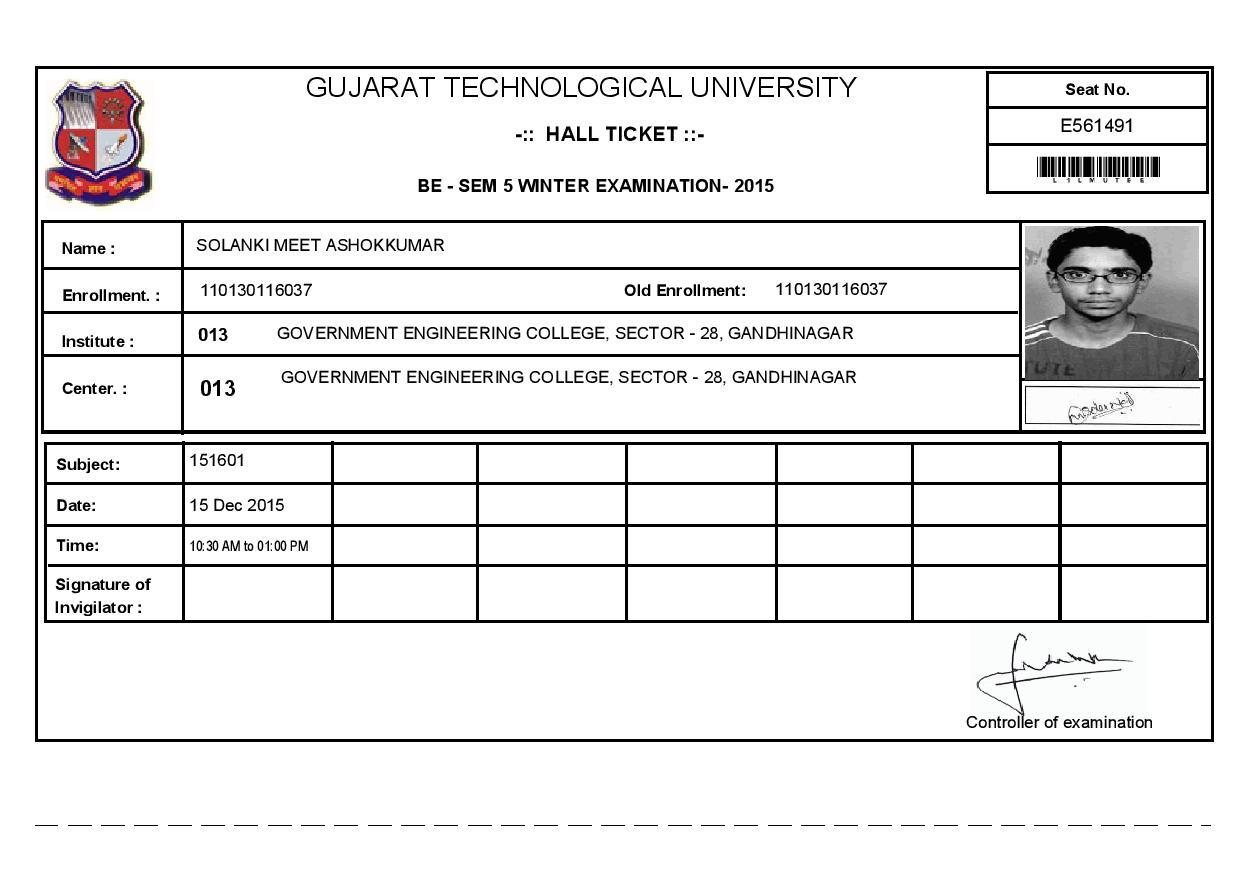 GUJARAT TECHNOLOGICAL UNIVERSITY
-:: HALL TICKET ::-
BE - SEM 5 WINTER EXAMINATION- 2015
Seat No.
E561491
Name : SOLANKI MEET ASHOKKUMAR
Enrollment. : 110130116037 Old Enrollment: 110130116037
Institute : 013 GOVERNMENT ENGINEERING COLLEGE, SECTOR - 28, GANDHINAGAR
Center. : 013 GOVERNMENT ENGINEERING COLLEGE, SECTOR - 28, GANDHINAGAR
TUTE
Subject: 151601
Date: 15 Dec 2015
Time: 10:30 AM to 01:00 PM
Signature of
Invigilator :
Controller of examination